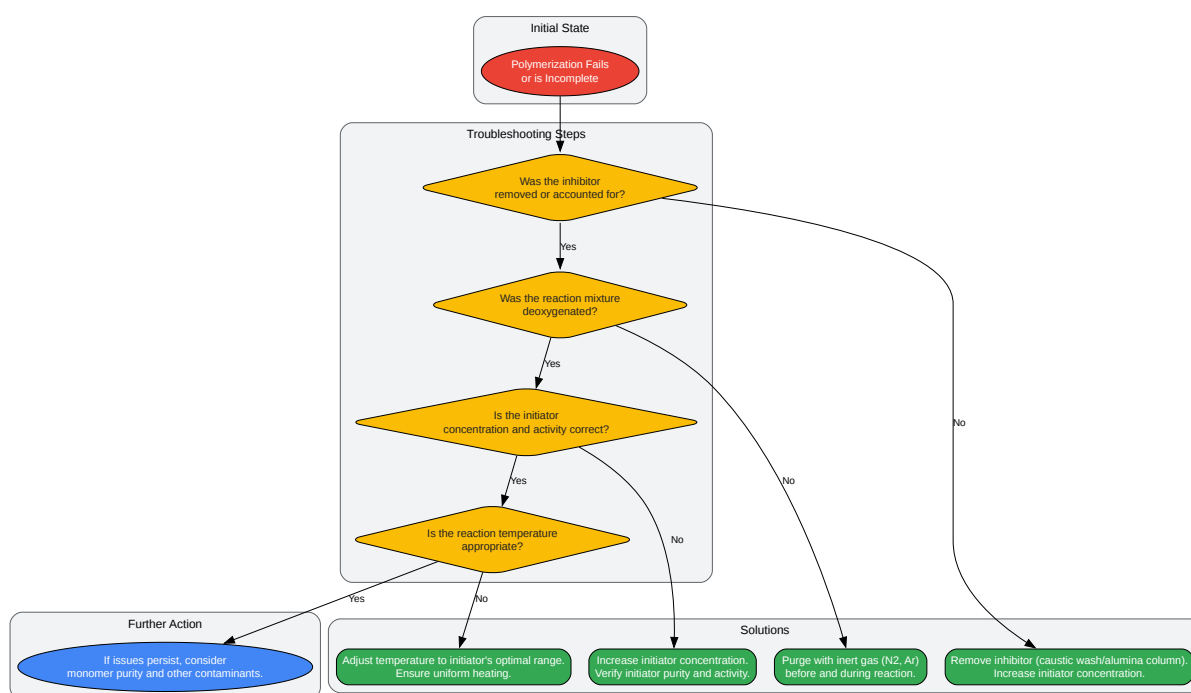 Initial State
Polymerization Fails
or is Incomplete
Troubleshooting Steps
Was the inhibitor
removed or accounted for?
Yes
Was the reaction mixture
deoxygenated?
Yes
Is the initiator
concentration and activity correct?
No
Yes
No
Is the reaction temperature
appropriate?
No
Yes
No
Further Action
If issues persist, consider
monomer purity and other contaminants.
Solutions
Adjust temperature to initiator's optimal range.
Ensure uniform heating.
Increase initiator concentration.
Verify initiator purity and activity.
Purge with inert gas (N2, Ar)
before and during reaction.
Remove inhibitor (caustic wash/alumina column).
Increase initiator concentration.